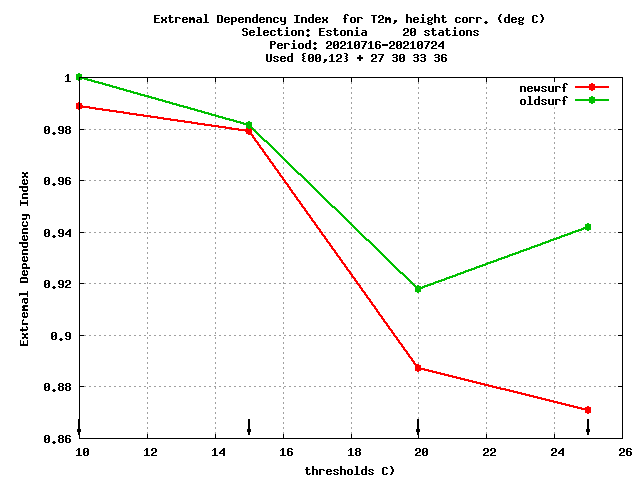 Extremal Dependency Index  for T2m, height corr. (deg C)
Selection: Estonia     20 stations
Period: 20210716-20210724
Used {00,12} + 27 30 33 36
newsurf
oldsurf
1
0.98
0.96
0.94
0.92
0.9
0.88
0.86
Extremal Dependency Index
10 12 14 16 18 20 22 24 26
thresholds C)